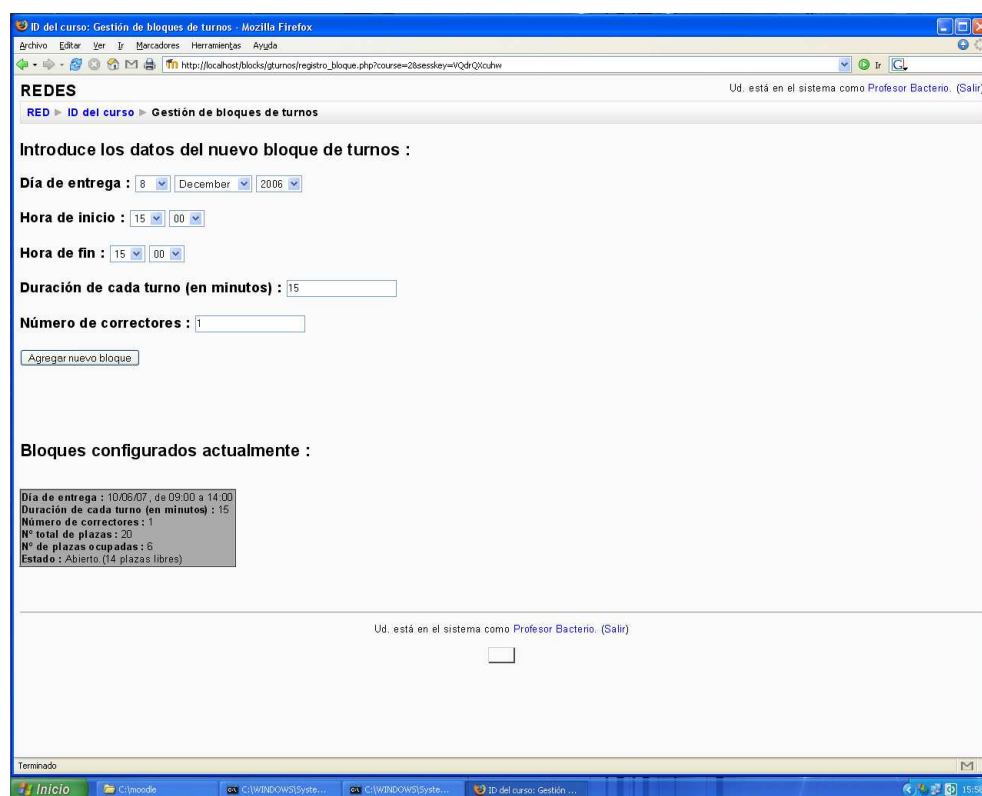 ID del curso: Gestión de bloques de turnos - Mozilla Firefox
Archivo Editar Ver Ir Marcadores Herramientas Ayuda
http://localhost/blocks/gturnos/registro_bloque.php?course=2&sesskey=VQdrQXcuhw Ir
REDES Ud. está en el sistema como Profesor Bacterio. (Salir)
RED ► ID del curso ► Gestión de bloques de turnos
Introduce los datos del nuevo bloque de turnos :
Día de entrega : 8 December 2006
Hora de inicio : 15 00
Hora de fin : 15 00
Duración de cada turno (en minutos) : 15
Número de correctores : 1
Agregar nuevo bloque
Bloques configurados actualmente :
Día de entrega : 10/06/07 , de 09:00 a 14:00
Duración de cada turno (en minutos) : 15
Número de correctores : 1
Nº total de plazas : 20
Nº de plazas ocupadas : 6
Estado : Abierto.(14 plazas libres)
Ud. está en el sistema como Profesor Bacterio. (Salir)
Terminado
Inicio C:\moodle C:\WINDOWS\Syste... C:\WINDOWS\Syste... ID del curso: Gestión ... 15:58